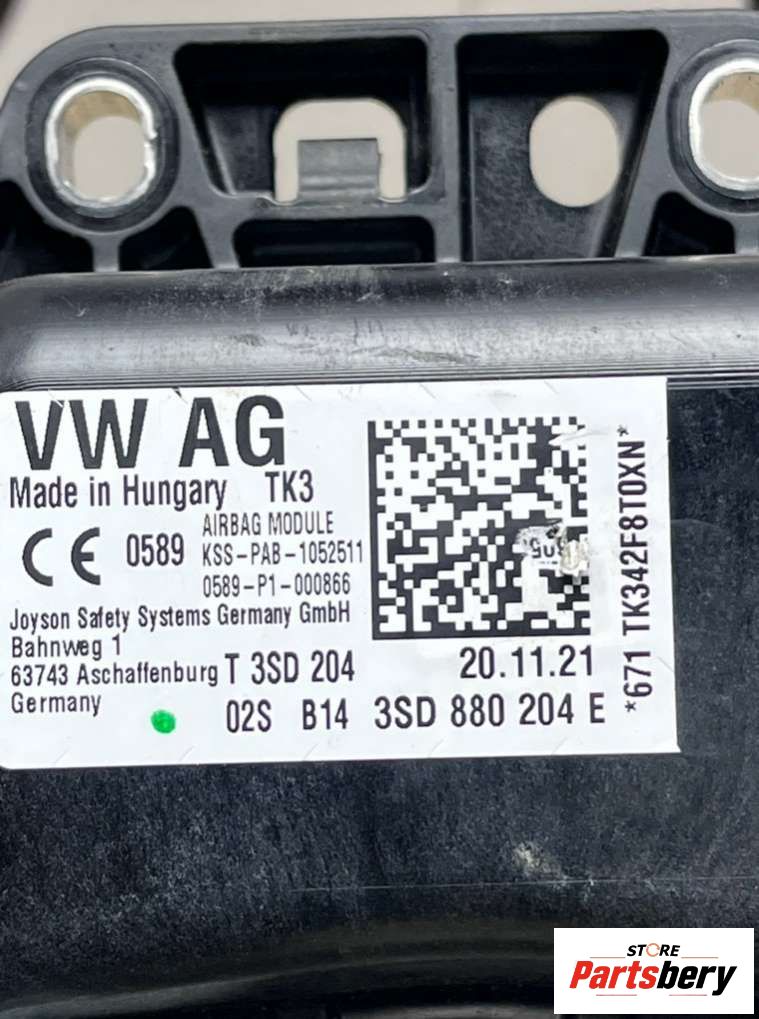 VW AG
Made in Hungary TK3
CE 0589
AIRBAG MODULE
KSS-PAB-1052511
0589-P1-000866
Joyson Safety Systems Germany GmbH
Bahnweg 1
63743 Aschaffenburg
Germany
T 3SD 204
20.11.21
02S B14 3SD 880 204 E
*671 TK342F8T0XN*
STORE
Partsbery